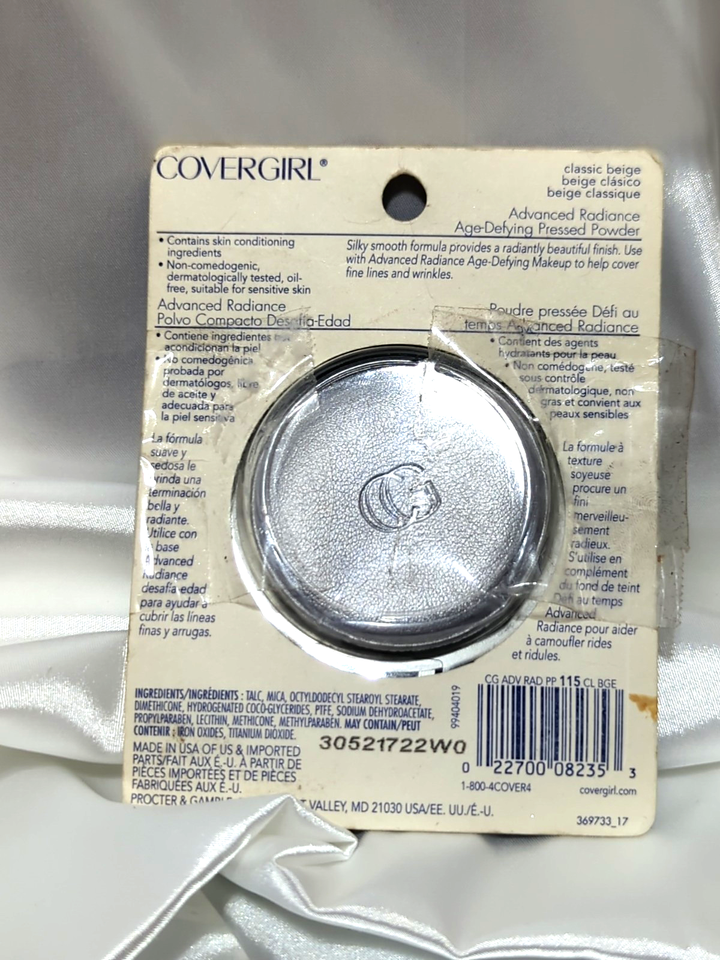 COVERGIRL®
classic beige
beige clásico
beige classique
Advanced Radiance
Age-Defying Pressed Powder
• Contains skin conditioning
ingredients
• Non-comedogenic,
dermatologically tested, oil-
free, suitable for sensitive skin
Silky smooth formula provides a radiantly beautiful finish. Use
with Advanced Radiance Age-Defying Makeup to help cover
fine lines and wrinkles.
Advanced Radiance
Polvo Compacto Desafía-Edad
• Contiene ingredientes
acondicionan la piel
• No comedogénica,
probada por
dermatólogos, libre
de aceite y
adecuada para
la piel sensitiva
La fórmula
suave y
sedosa le
brinda una
terminación
bella y
radiante.
Utilice con
base
Advanced
Radiance
desafía-edad
para ayudar a
cubrir las líneas
finas y arrugas.
Poudre pressée Défi au
temps Advanced Radiance
• Contient des agents
hydratants pour la peau
• Non comédogène, testé
sous contrôle
dermatologique, non
gras et convient aux
peaux sensibles
La formule à
texture
soyeuse
procure un
fini
merveilleu-
sement
radieux.
S'utilise en
complément
du fond de teint
Défi au temps
Advanced
Radiance pour aider
à camoufler rides
et ridules.
CG
INGREDIENTS/INGRÉDIENTS : TALC, MICA, OCTYLDODECYL STEAROYL STEARATE,
DIMETHICONE, HYDROGENATED COCO-GLYCERIDES, PTFE, SODIUM DEHYDROACETATE,
PROPYLPARABEN, LECITHIN, METHICONE, METHYLPARABEN. MAY CONTAIN/PEUT
CONTENIR : IRON OXIDES, TITANIUM DIOXIDE.
MADE IN USA OF US & IMPORTED
PARTS/FAIT AUX É.-U. À PARTIR DE
PIÈCES IMPORTÉES ET DE PIÈCES
FABRIQUÉES AUX É.-U.
PROCTER & GAMBLE T VALLEY, MD 21030 USA/EE. UU./É.-U.
30521722W0
99404019
CG ADV RAD PP 115 CL BGE
0 22700 08235 3
1-800-4COVER4
covergirl.com
369733_17